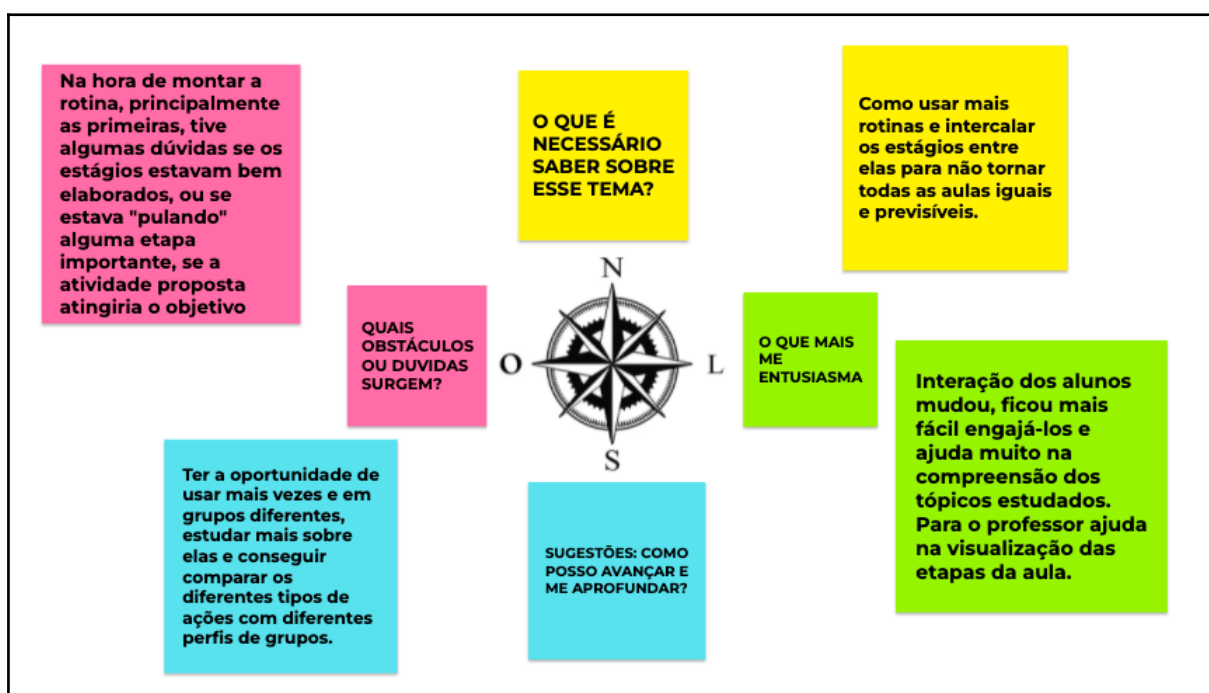 Na hora de montar a
rotina, principalmente
as primeiras, tive
algumas dúvidas se os
estágios estavam bem
elaborados, ou se
estava "pulando"
alguma etapa
importante, se a
atividade proposta
atingiria o objetivo
O QUE É
NECESSÁRIO
SABER SOBRE
ESSE TEMA?
Como usar mais
rotinas e intercalar
os estágios entre
elas para não tornar
todas as aulas iguais
e previsíveis.
QUAIS
OBSTÁCULOS
OU DUVIDAS
SURGEM?
N
O
L
S
O QUE MAIS
ME
ENTUSIASMA
Interação dos alunos
mudou, ficou mais
fácil engajá-los e
ajuda muito na
compreensão dos
tópicos estudados.
Para o professor ajuda
na visualização das
etapas da aula.
Ter a oportunidade de
usar mais vezes e em
grupos diferentes,
estudar mais sobre
elas e conseguir
comparar os
diferentes tipos de
ações com diferentes
perfis de grupos.
SUGESTÕES: COMO
POSSO AVANÇAR E
ME APROFUNDAR?